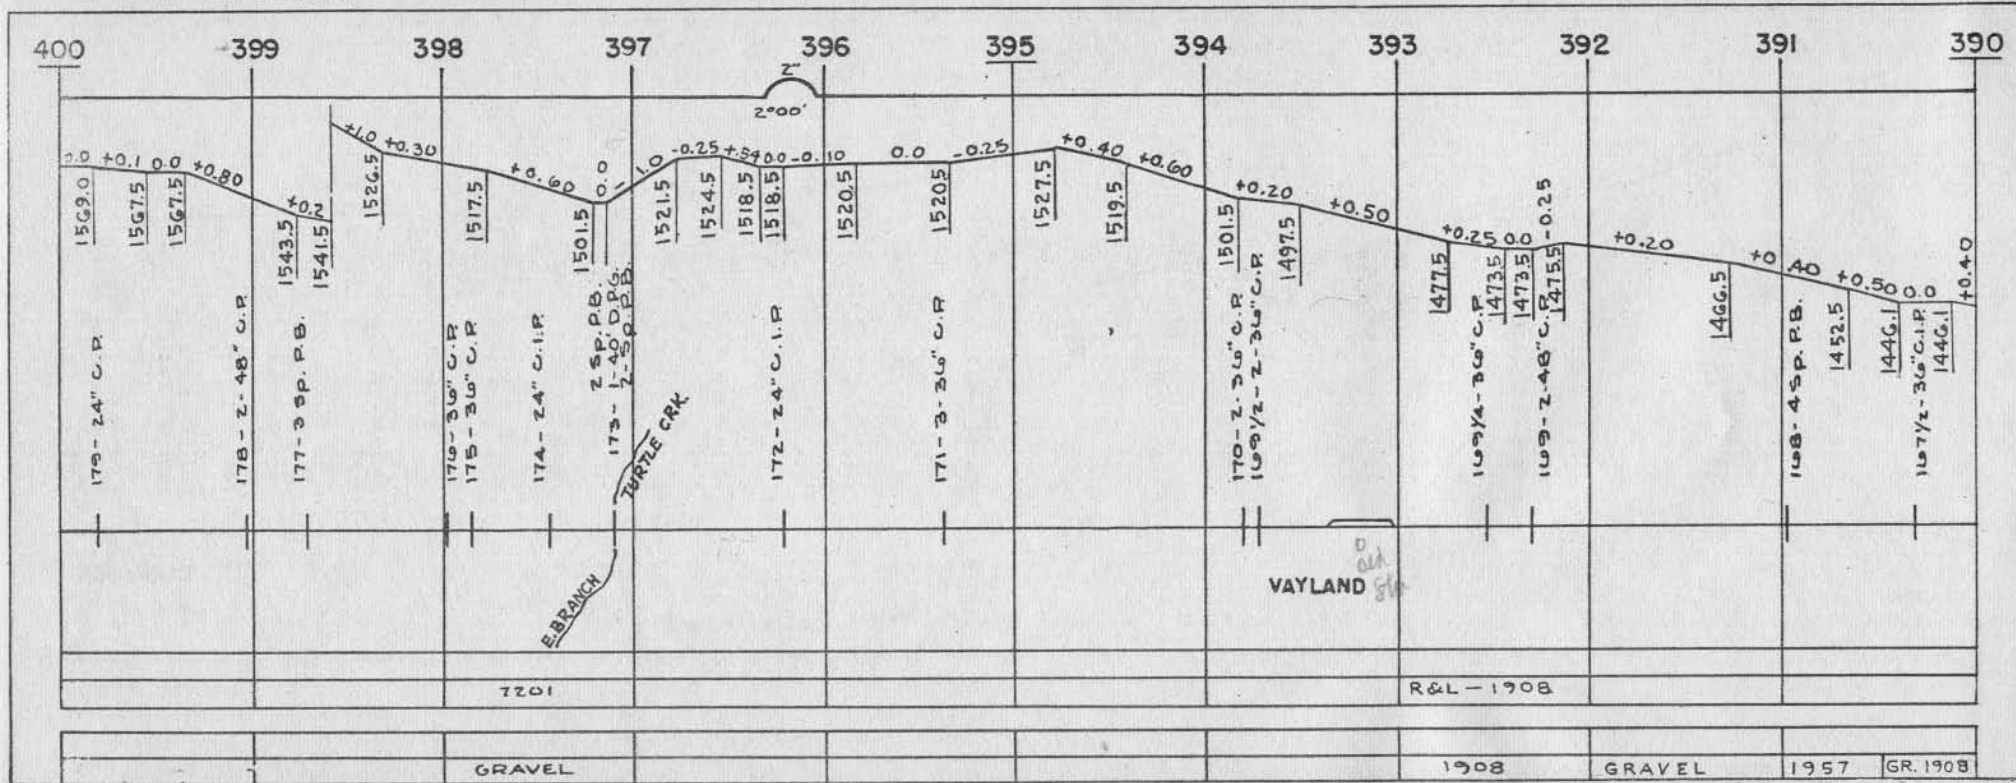 400 399 398 397 396 395 394 393 392 391 390
2"
2°00'
0.0 +0.1 0.0 +0.80 +0.2 +1.0 +0.30 +0.60 0.0 -1.0 -0.25 +.54 0.0 -0.10 0.0 -0.25 +0.40 +0.60 +0.20 +0.50 +0.25 0.0 -0.25 +0.20 +0.40 +0.50 0.0 +0.40
1569.0
1567.5
1567.5
1543.5
1541.5
1526.5
1517.5
1501.5
1521.5
1524.5
1518.5
1518.5
1520.5
1520.5
1527.5
1519.5
1501.5
1497.5
1477.5
1473.5
1473.5
1475.5
1466.5
1452.5
1446.1
1446.1
179-24" C.P.
178-2-48" C.P.
177-3 Sp. P.B.
176-36" C.P.
175-36" C.P.
174-24" C.I.P.
2 Sp. P.B.
173-1-40' D.P.G.
2-Sp. P.B.
172-24" C.I.P.
171-3-36" C.P.
170-2-36" C.P.
169 1/2-2-36" C.P.
169 1/4-36" C.P.
169-2-48" C.P.
168-4 Sp. P.B.
167 1/2-36" C.I.P.
TURTLE CRK.
E. BRANCH
VAYLAND
7201 R&L-1908
GRAVEL 1908 GRAVEL 1957 GR. 1908